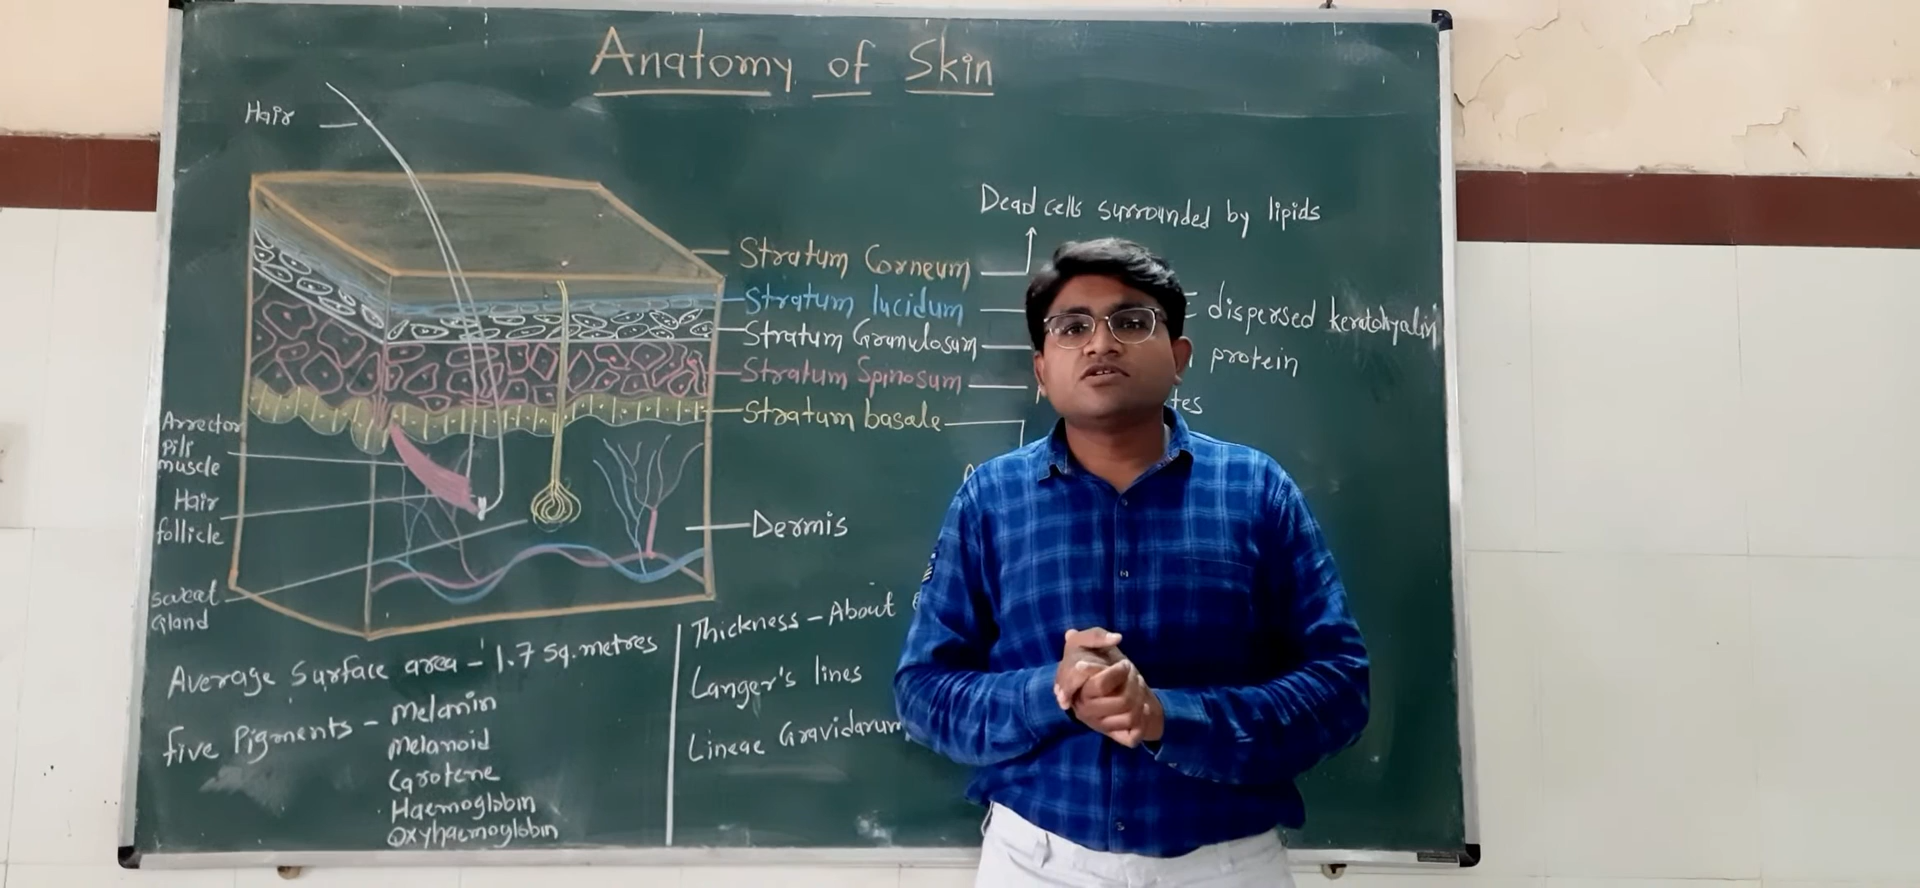 Anatomy of Skin
Hair
Dead cells surrounded by lipids
Stratum Corneum
Stratum lucidum
dispersed keratohyalin
Stratum Granulosum
protein
Stratum Spinosum
Stratum basale
Arrector
Pili
muscle
Hair
follicle
Sweat
Gland
Dermis
Average Surface area - 1.7 Sq. metres
five Pigments - Melanin
Melanoid
Carotene
Haemoglobin
Oxyhaemoglobin
Thickness - About
Langer's lines
Lineae Gravidarum